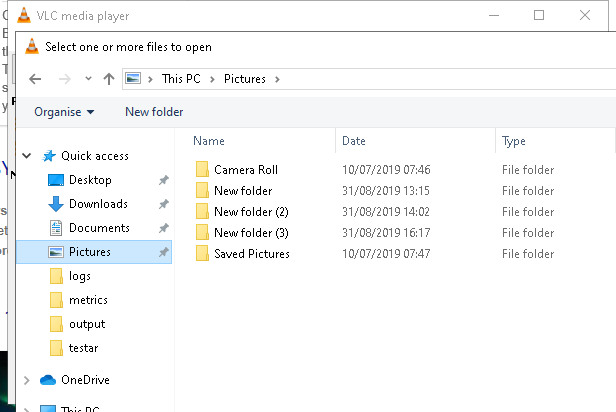 VLC media player
Select one or more files to open
This PC > Pictures >
Organise New folder
Name Date Type
Quick access
Desktop
Downloads
Documents
Pictures
logs
metrics
output
testar
OneDrive
This PC
Camera Roll 10/07/2019 07:46 File folder
New folder 31/08/2019 13:15 File folder
New folder (2) 31/08/2019 14:02 File folder
New folder (3) 31/08/2019 16:17 File folder
Saved Pictures 10/07/2019 07:47 File folder